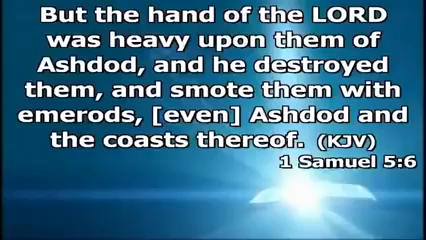 But the hand of the LORD
was heavy upon them of
Ashdod, and he destroyed
them, and smote them with
emerods, [even] Ashdod and
the coasts thereof. (KJV)
1 Samuel 5:6